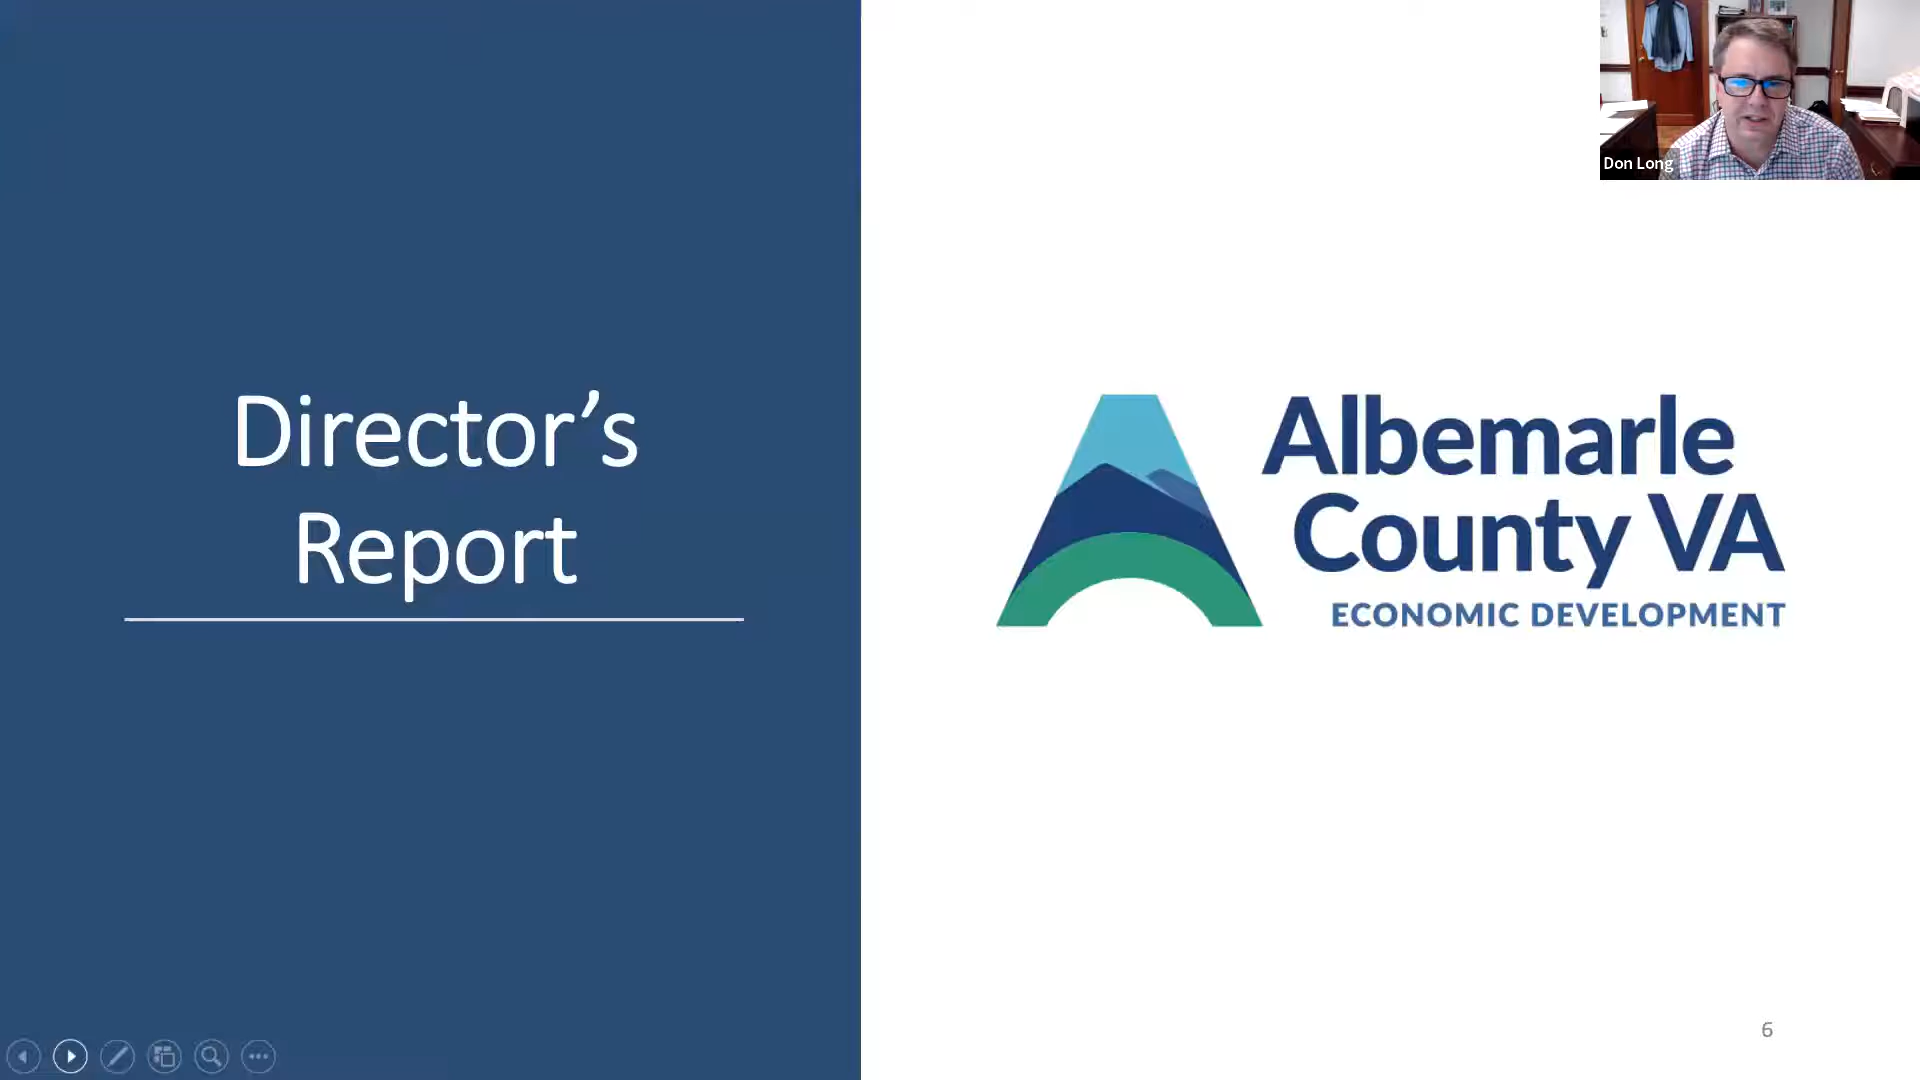 Director’s
Report
Albemarle
County VA
ECONOMIC DEVELOPMENT
Don Long
6